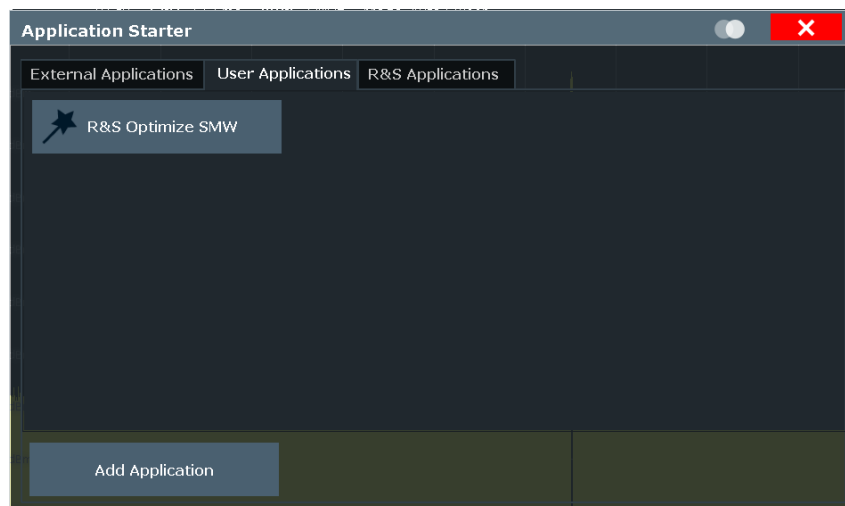 Application Starter
External Applications User Applications R&S Applications
R&S Optimize SMW
Add Application